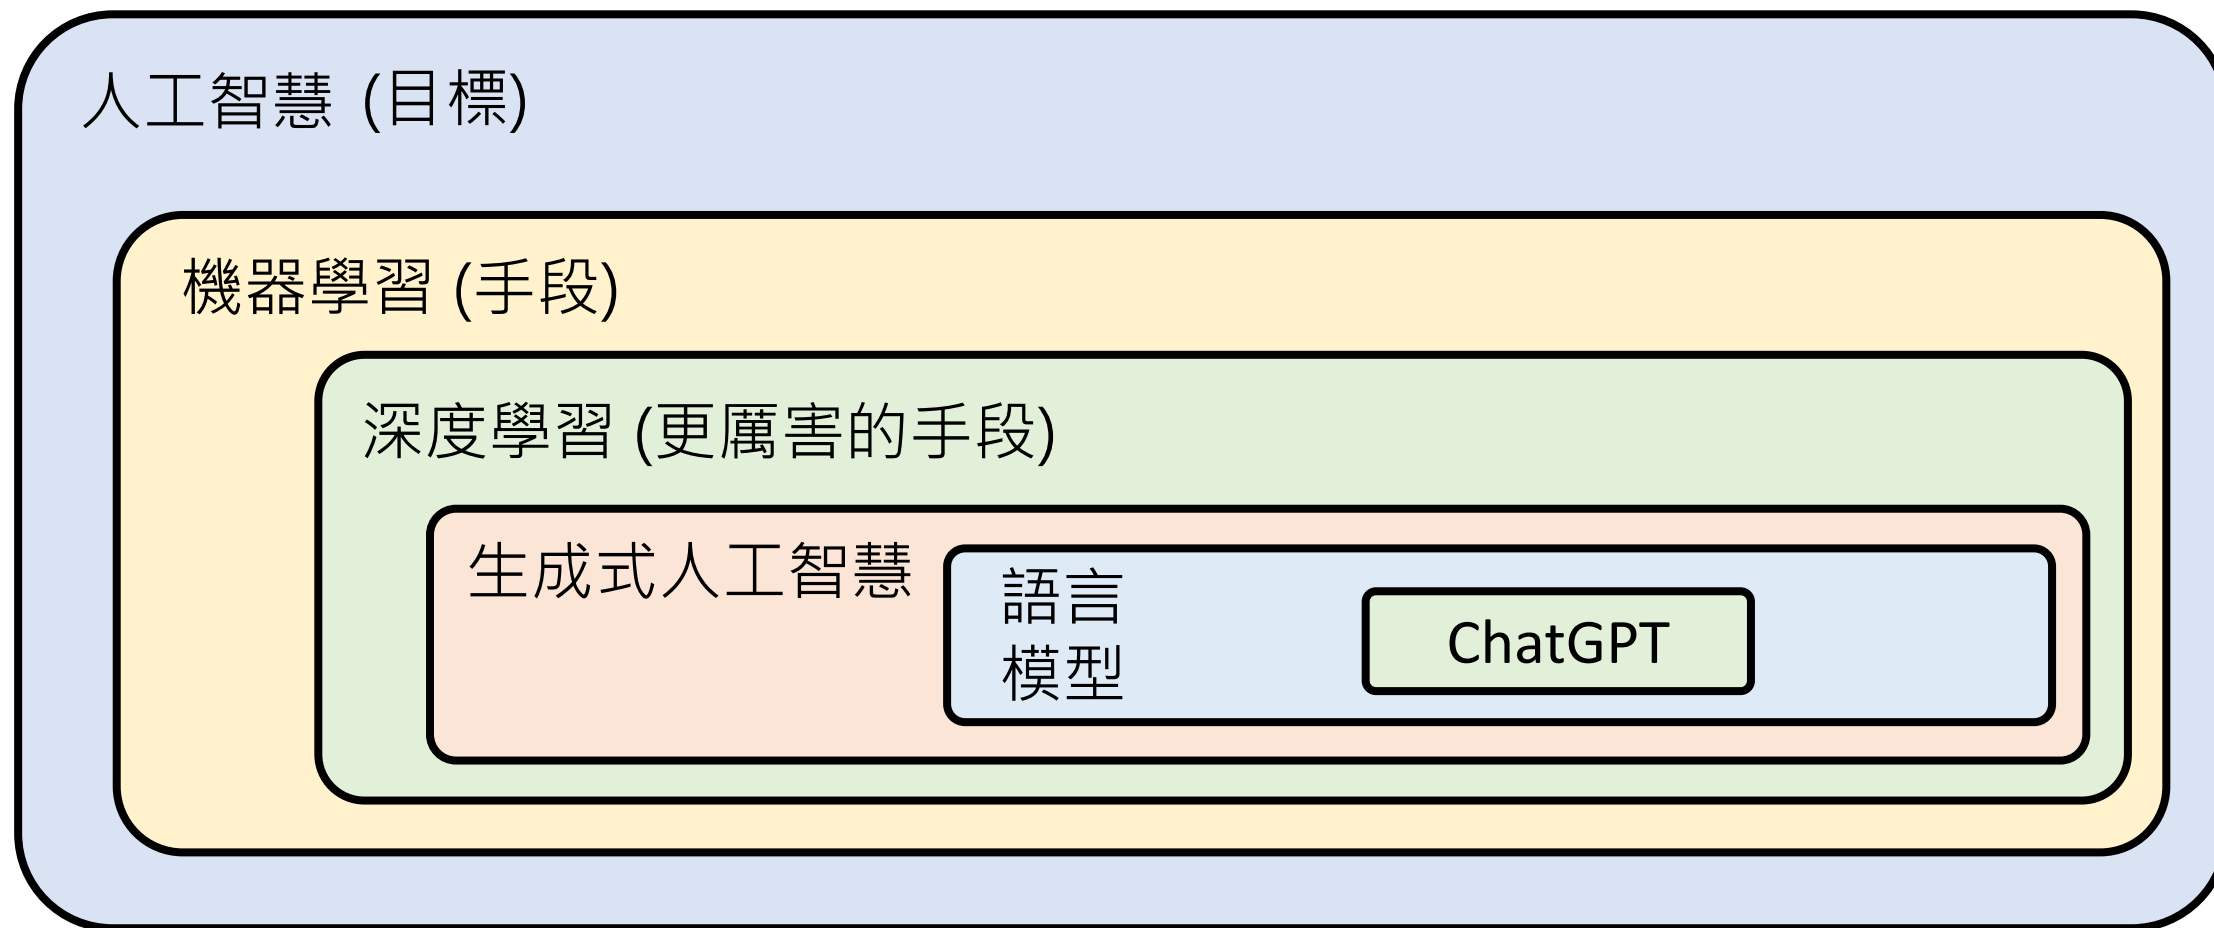 人工智慧 (目標)
機器學習 (手段)
深度學習 (更厲害的手段)
生成式人工智慧
語言
模型
ChatGPT